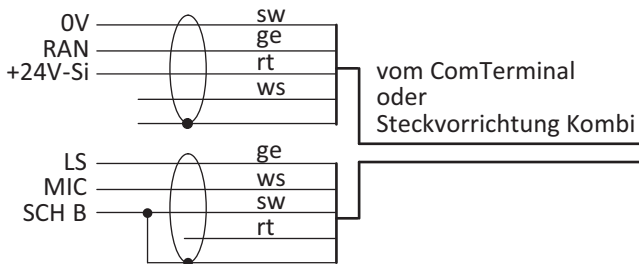 0V sw
RAN ge
+24V-Si rt
ws
vom ComTerminal
oder
Steckvorrichtung Kombi
LS ge
MIC ws
SCH B sw
rt